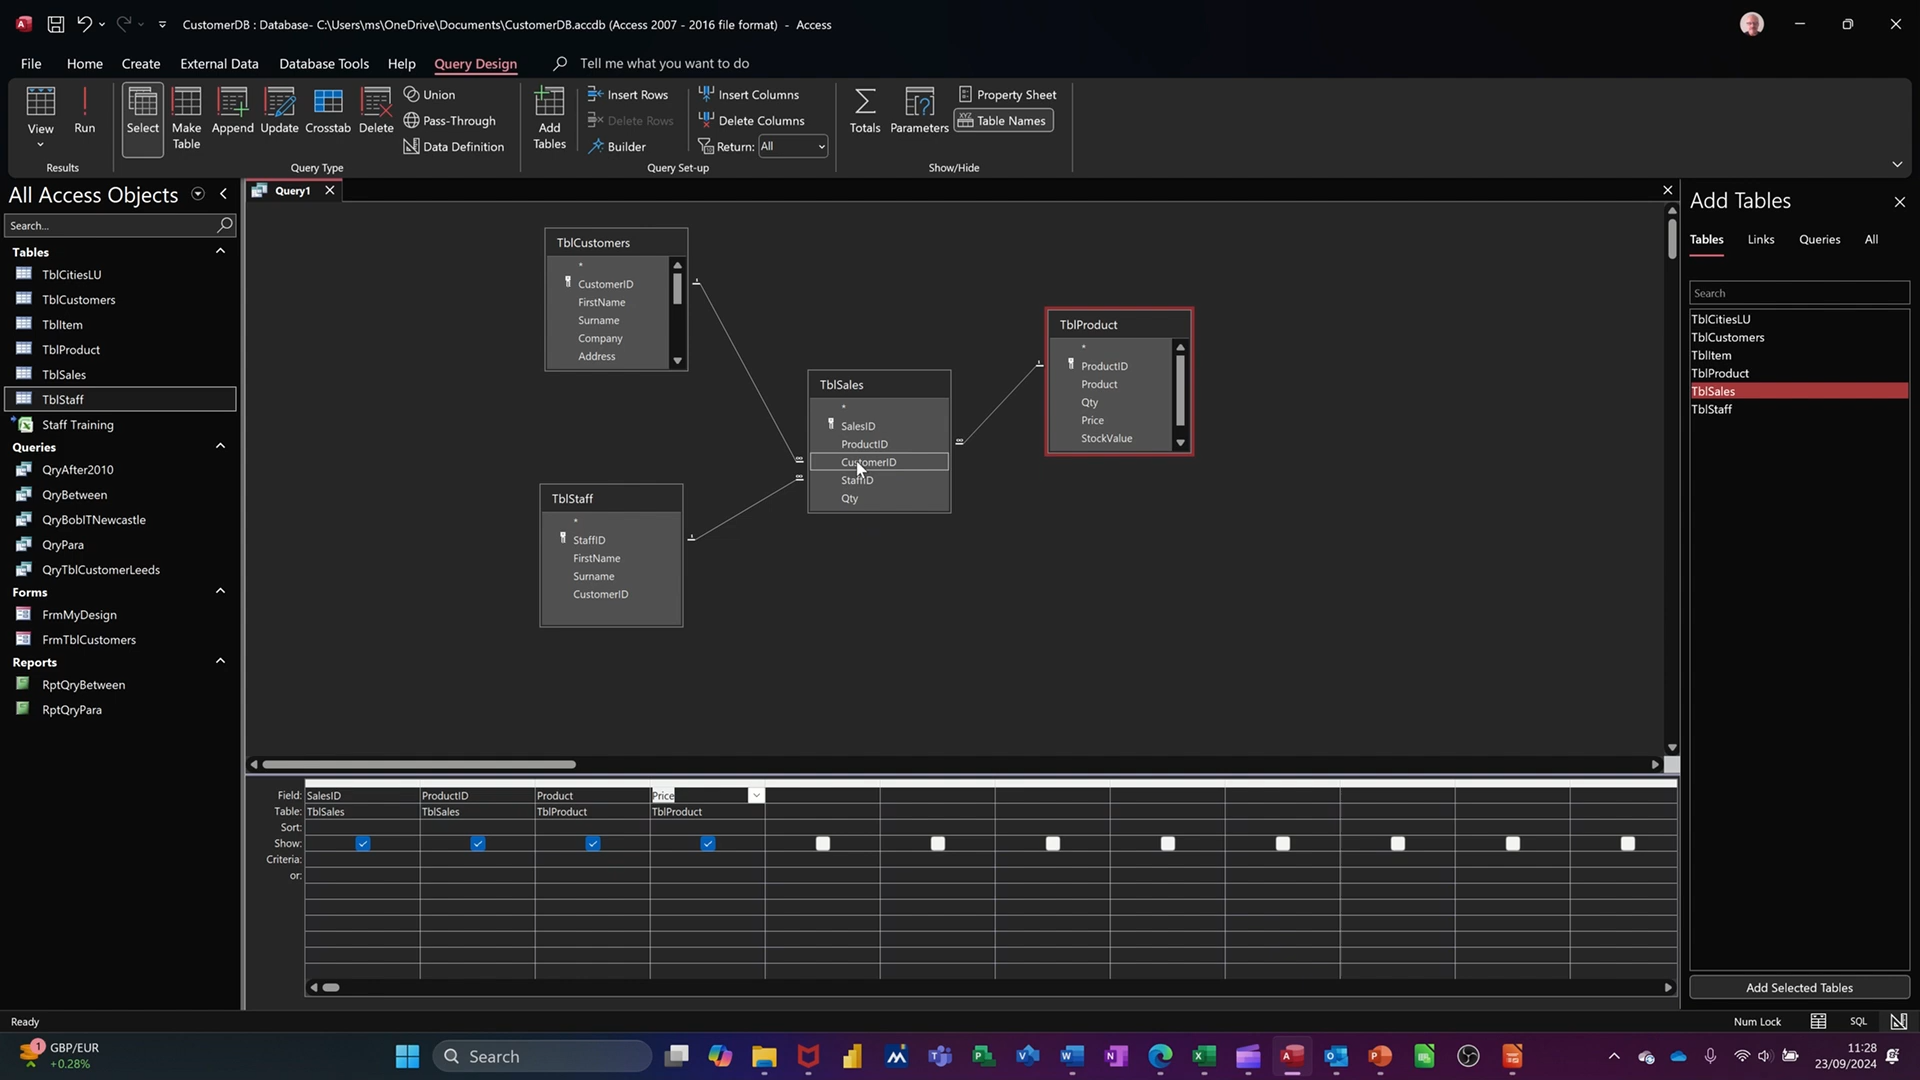 CustomerDB : Database- C:\Users\ms\OneDrive\Documents\CustomerDB.accdb (Access 2007 - 2016 file format) - Access
File Home Create External Data Database Tools Help Query Design Tell me what you want to do
View
Run
Select
Make Table
Append
Update
Crosstab
Delete
Union
Pass-Through
Data Definition
Add Tables
Insert Rows
Delete Rows
Builder
Insert Columns
Delete Columns
Return: All
Totals
Parameters
Property Sheet
Table Names
Results
Query Type
Query Set-up
Show/Hide
All Access Objects
Search...
Tables
TblCitiesLU
TblCustomers
TblItem
TblProduct
TblSales
TblStaff
Staff Training
Queries
QryAfter2010
QryBetween
QryBobITNewcastle
QryPara
QryTblCustomerLeeds
Forms
FrmMyDesign
FrmTblCustomers
Reports
RptQryBetween
RptQryPara
Query1
TblCustomers
*
CustomerID
FirstName
Surname
Company
Address
TblStaff
*
StaffID
FirstName
Surname
CustomerID
TblSales
*
SalesID
ProductID
CustomerID
StaffID
Qty
TblProduct
*
ProductID
Product
Qty
Price
StockValue
Field: SalesID ProductID Product Price
Table: TblSales TblSales TblProduct TblProduct
Sort:
Show:
Criteria:
or:
Add Tables
Tables Links Queries All
Search
TblCitiesLU
TblCustomers
TblItem
TblProduct
TblSales
TblStaff
Add Selected Tables
Ready
Num Lock
SQL
1
GBP/EUR
+0.28%
Search
11:28
23/09/2024